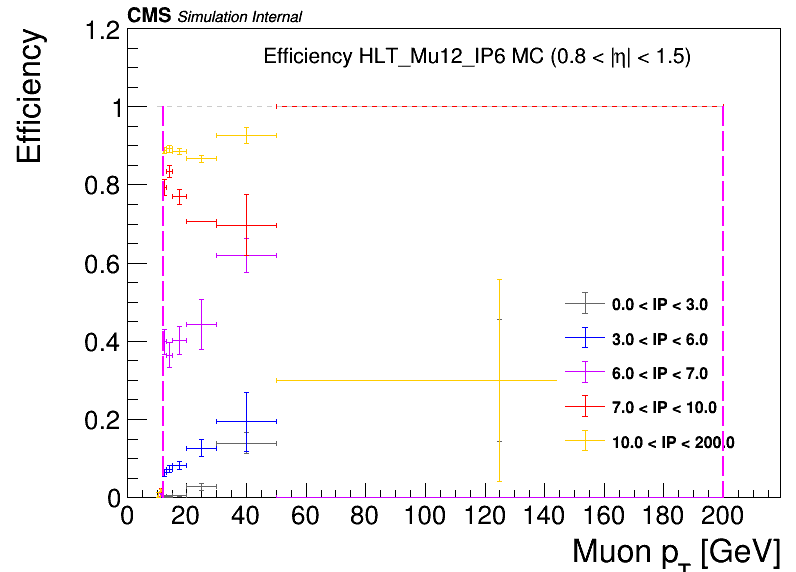 CMS Simulation Internal
Efficiency HLT_Mu12_IP6 MC (0.8 < |η| < 1.5)
Efficiency
1.2
1
0.8
0.6
0.4
0.2
0
0.0 < IP < 3.0
3.0 < IP < 6.0
6.0 < IP < 7.0
7.0 < IP < 10.0
10.0 < IP < 200.0
0 20 40 60 80 100 120 140 160 180 200
Muon pT [GeV]